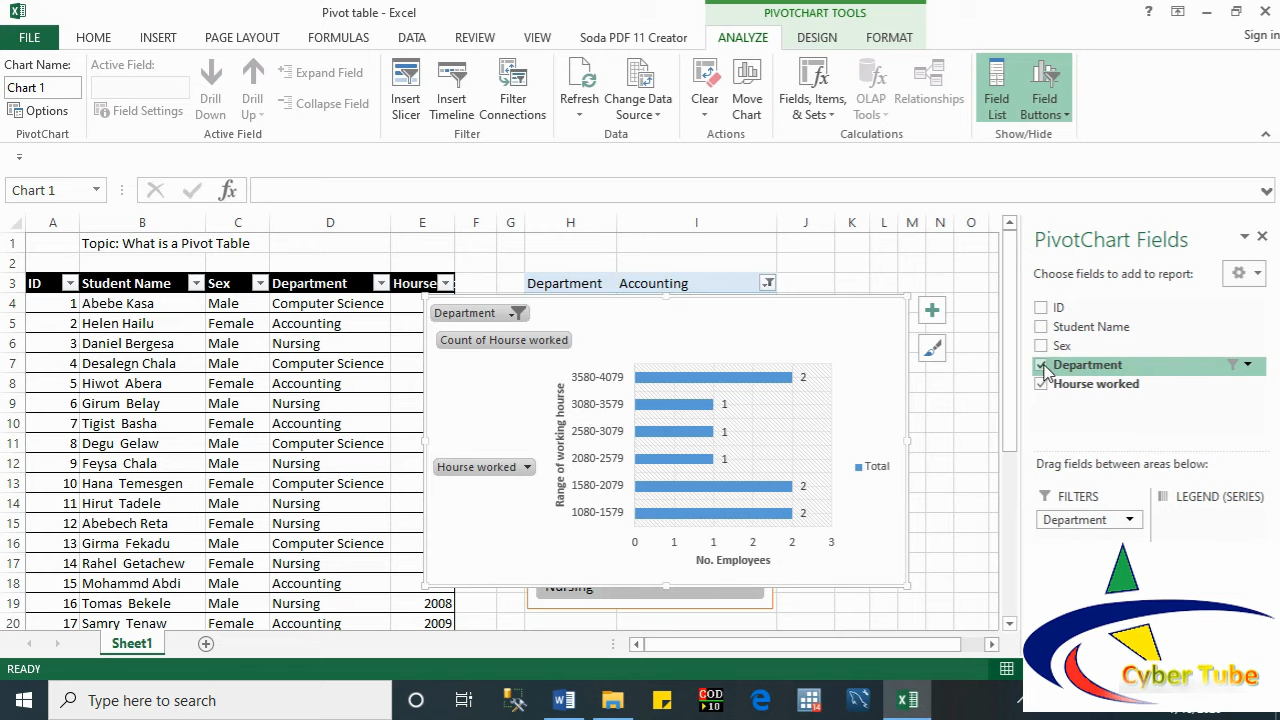 Pivot table - Excel
PIVOTCHART TOOLS
?
FILE
HOME
INSERT
PAGE LAYOUT
FORMULAS
DATA
REVIEW
VIEW
Soda PDF 11 Creator
ANALYZE
DESIGN
FORMAT
Sign in
Chart Name:
Chart 1
Options
PivotChart
Active Field:
Field Settings
Drill Down
Drill Up
Expand Field
Collapse Field
Active Field
Insert Slicer
Insert Timeline
Filter Connections
Filter
Refresh
Change Data Source
Data
Clear
Move Chart
Actions
Fields, Items, & Sets
OLAP Tools
Relationships
Calculations
Field List
Field Buttons
Show/Hide
Chart 1
fx
A B C D E F G H I J K L M N O
1 Topic: What is a Pivot Table
2
3 ID Student Name Sex Department Hourse Department Accounting
4 1 Abebe Kasa Male Computer Science
5 2 Helen Hailu Female Accounting
6 3 Daniel Bergesa Male Nursing
7 4 Desalegn Chala Male Computer Science
8 5 Hiwot Abera Female Accounting
9 6 Girum Belay Male Nursing
10 7 Tigist Basha Female Accounting
11 8 Degu Gelaw Male Computer Science
12 9 Feysa Chala Male Nursing
13 10 Hana Temesgen Female Computer Science
14 11 Hirut Tadele Male Nursing
15 12 Abebech Reta Female Nursing
16 13 Girma Fekadu Male Computer Science
17 14 Rahel Getachew Female Nursing
18 15 Mohammd Abdi Male Accounting
19 16 Tomas Bekele Male Nursing 2008
20 17 Samry Tenaw Female Accounting 2009
Department
Count of Hourse worked
Range of working hourse
3580-4079 2
3080-3579 1
2580-3079 1
2080-2579 1
1580-2079 2
1080-1579 2
0 1 1 2 2 3
No. Employees
Hourse worked
Total
Nursing
PivotChart Fields
Choose fields to add to report:
ID
Student Name
Sex
Department
Hourse worked
Drag fields between areas below:
FILTERS
LEGEND (SERIES)
Department
Sheet1
READY
Type here to search
COD
>10
14
Cyber Tube